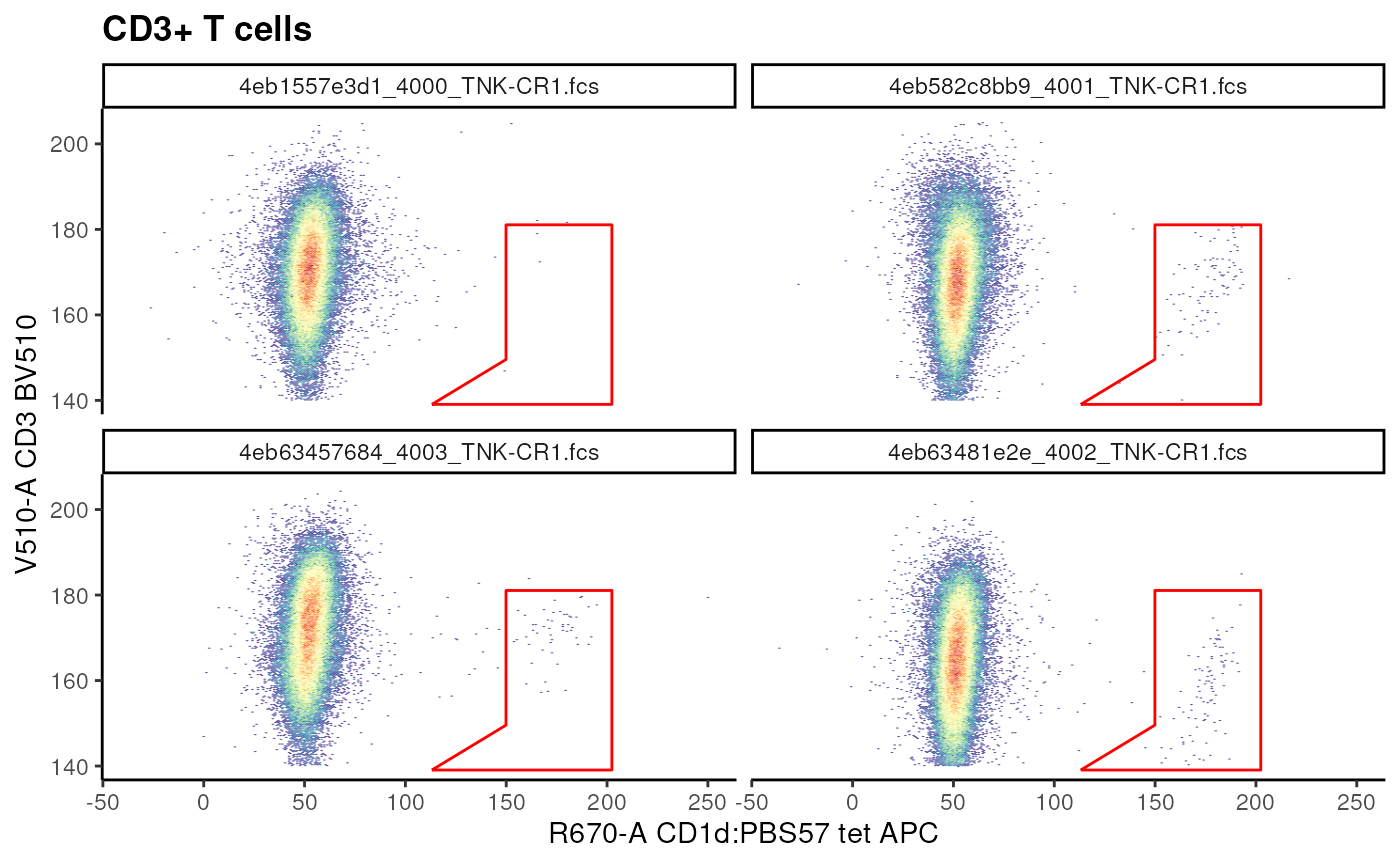 CD3+ T cells
4eb1557e3d1_4000_TNK-CR1.fcs
4eb582c8bb9_4001_TNK-CR1.fcs
200
180
160
140
4eb63457684_4003_TNK-CR1.fcs
4eb63481e2e_4002_TNK-CR1.fcs
200
180
160
140
V510-A CD3 BV510
-50 0 50 100 150 200 250 -50 0 50 100 150 200 250
R670-A CD1d:PBS57 tet APC